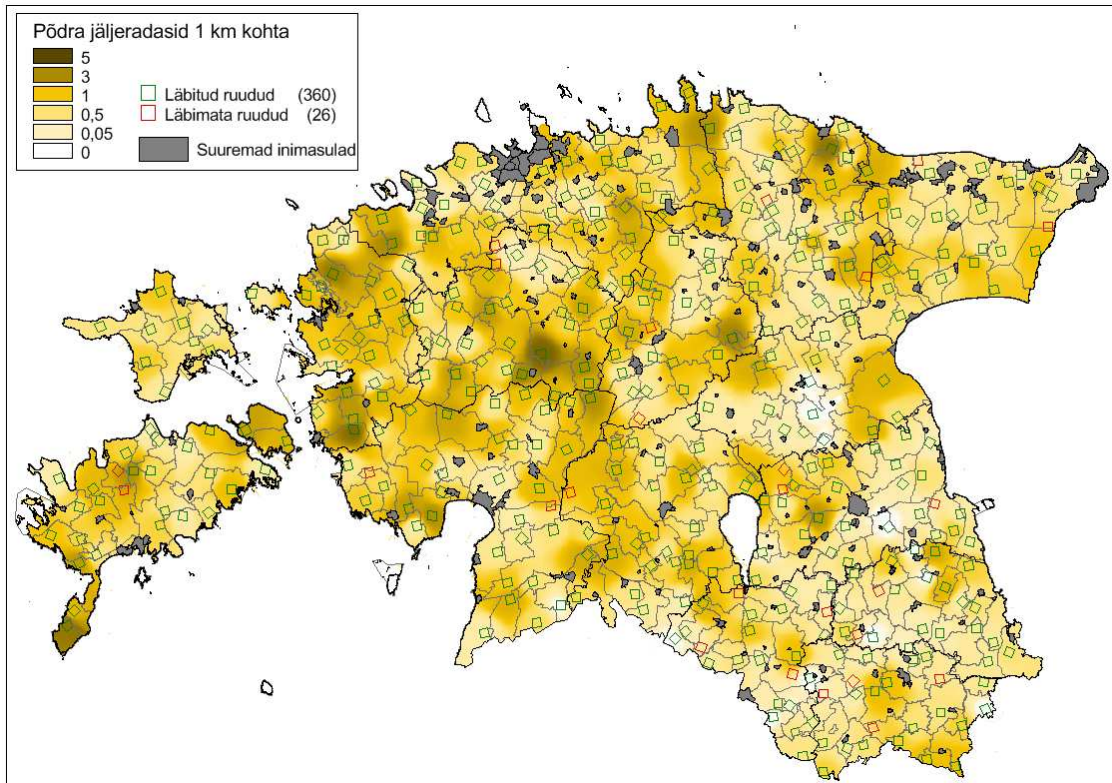 Põdra jäljeradasid 1 km kohta
5
3
1
0,5
0,05
0
Läbitud ruudud (360)
Läbimata ruudud (26)
Suuremad inimasulad